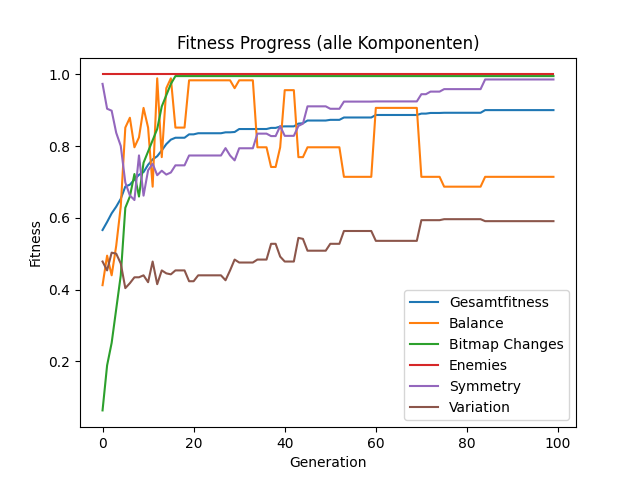 Fitness Progress (alle Komponenten)
Fitness
1.0
0.8
0.6
0.4
0.2
0 20 40 60 80 100
Generation
Gesamtfitness
Balance
Bitmap Changes
Enemies
Symmetry
Variation